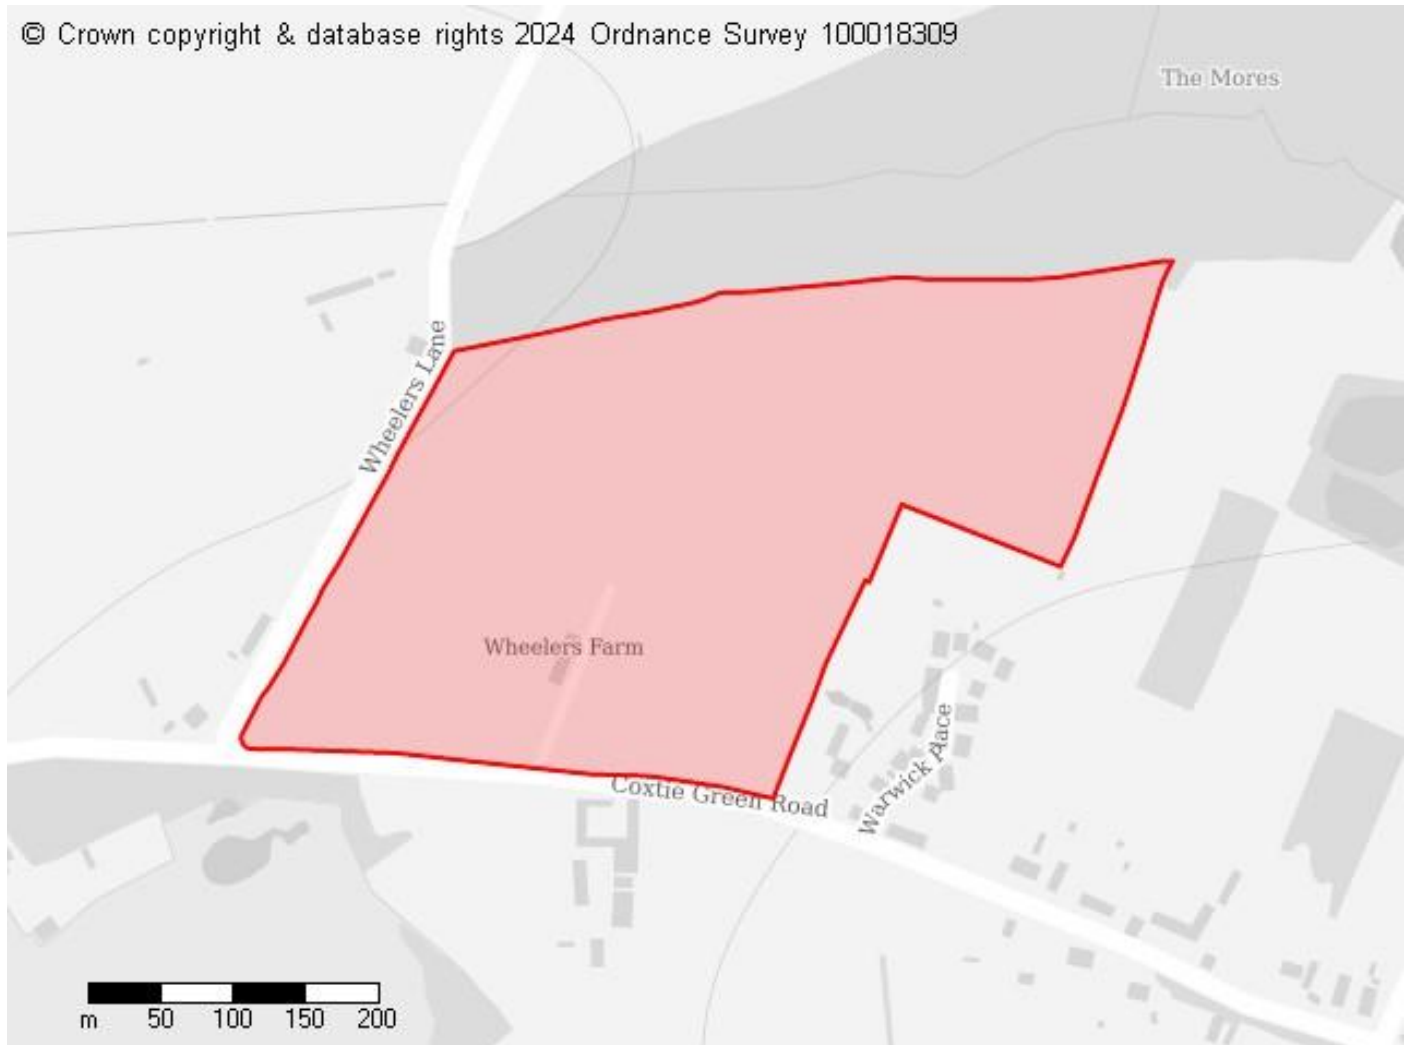 © Crown copyright & database rights 2024 Ordnance Survey 100018309
The Mores
Wheelers Lane
Wheelers Farm
Warwick Place
Coxtie Green Road
m 50 100 150 200